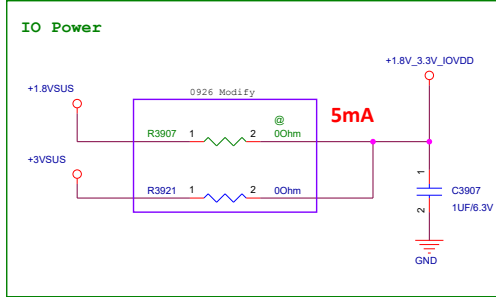 IO Power
+1.8V_3.3V_IOVDD
+1.8VSUS
0926 Modify
@
5mA
R3907 1 2 0Ohm
+3VSUS
R3921 1 2 0Ohm
1
C3907
2
1UF/6.3V
GND